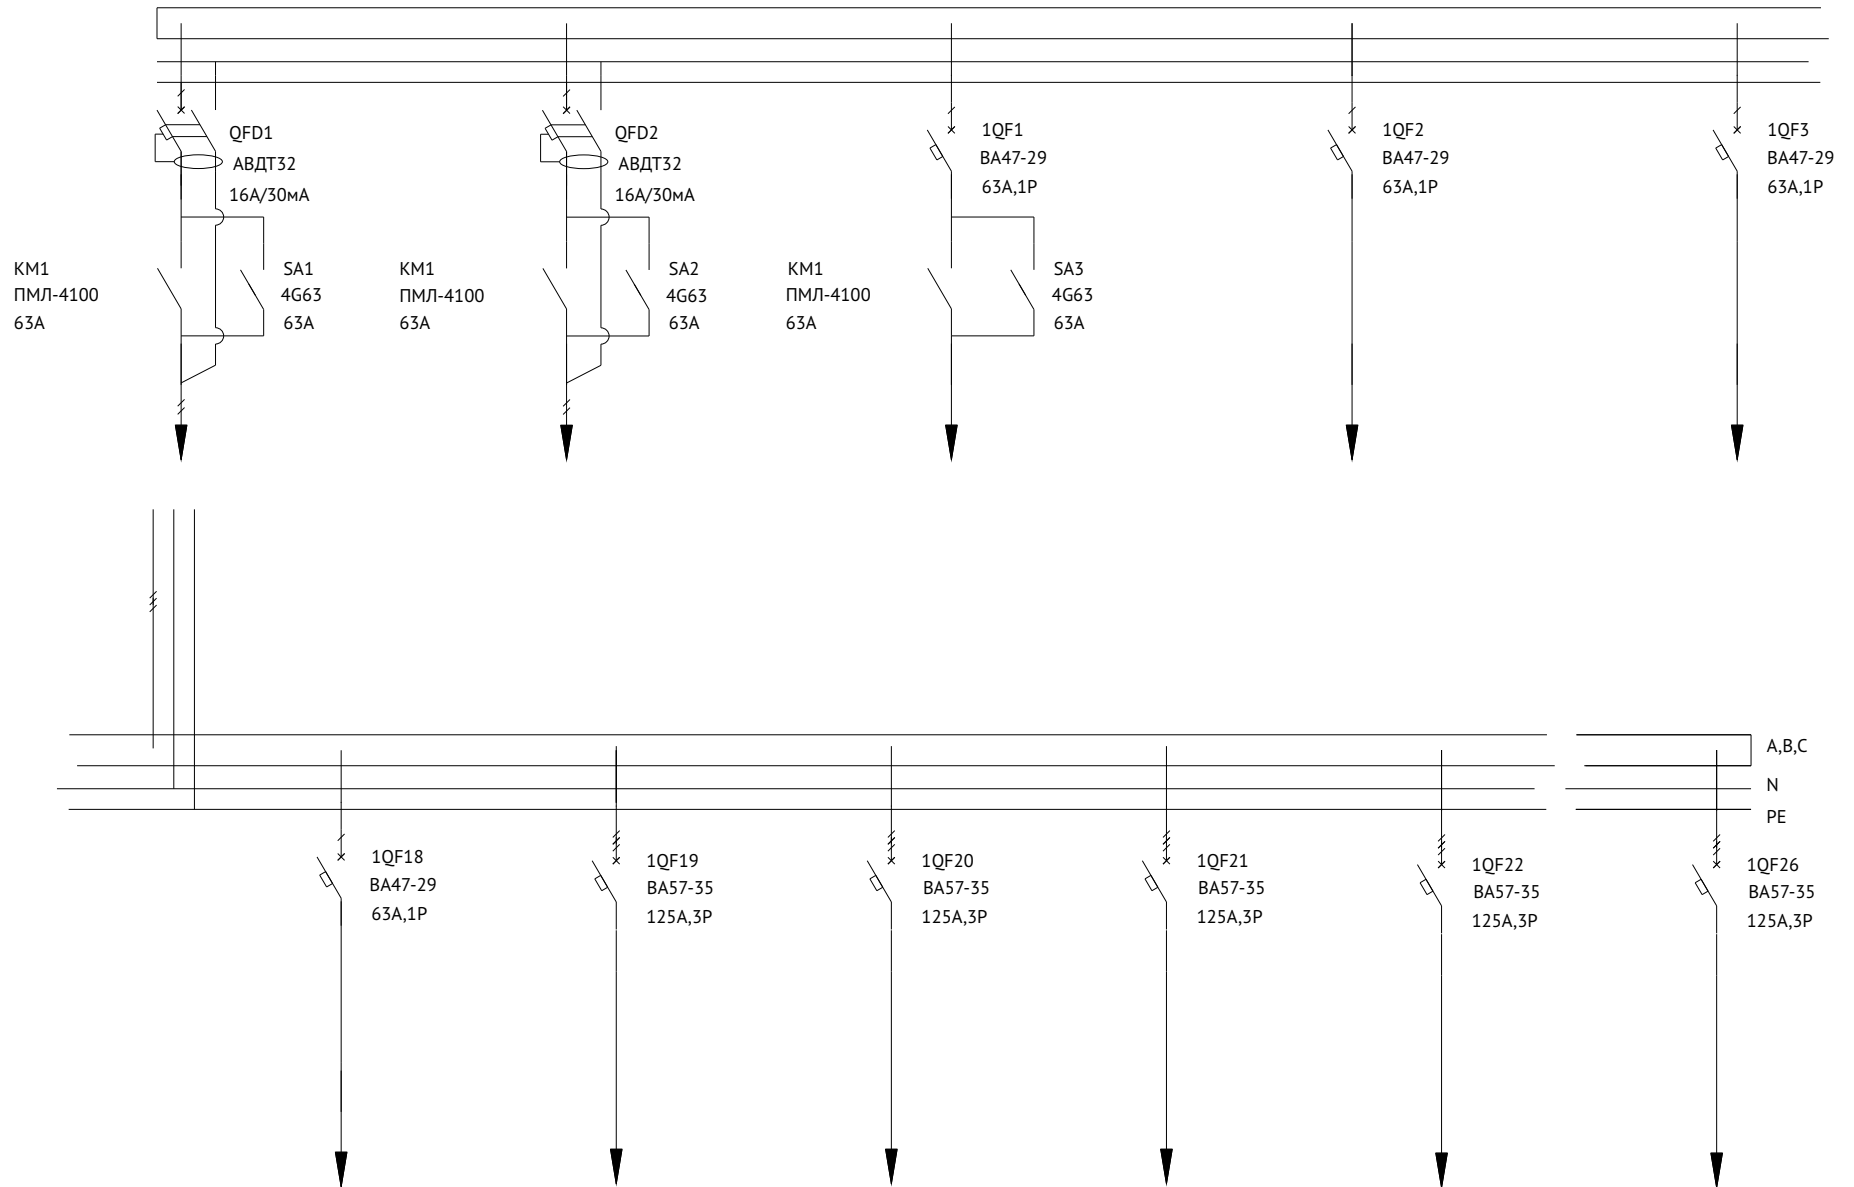 QFD1
АВДТ32
16А/30мА
QFD2
АВДТ32
16А/30мА
1QF1
ВА47-29
63А,1Р
1QF2
ВА47-29
63А,1Р
1QF3
ВА47-29
63А,1Р
КМ1
ПМЛ-4100
63А
SA1
4G63
63А
КМ1
ПМЛ-4100
63А
SA2
4G63
63А
КМ1
ПМЛ-4100
63А
SA3
4G63
63А
A,B,C
N
PE
1QF18
ВА47-29
63А,1Р
1QF19
ВА57-35
125А,3Р
1QF20
ВА57-35
125А,3Р
1QF21
ВА57-35
125А,3Р
1QF22
ВА57-35
125А,3Р
1QF26
ВА57-35
125А,3Р